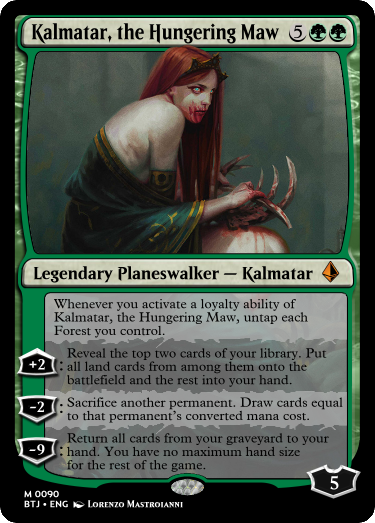 Kalmatar, the Hungering Maw 5
Legendary Planeswalker — Kalmatar
Whenever you activate a loyalty ability of
Kalmatar, the Hungering Maw, untap each
Forest you control.
+2: Reveal the top two cards of your library. Put
all land cards from among them onto the
battlefield and the rest into your hand.
-2: Sacrifice another permanent. Draw cards equal
to that permanent's converted mana cost.
-9: Return all cards from your graveyard to your
hand. You have no maximum hand size
for the rest of the game.
5
M 0090
BTJ • ENG Lorenzo Mastroianni